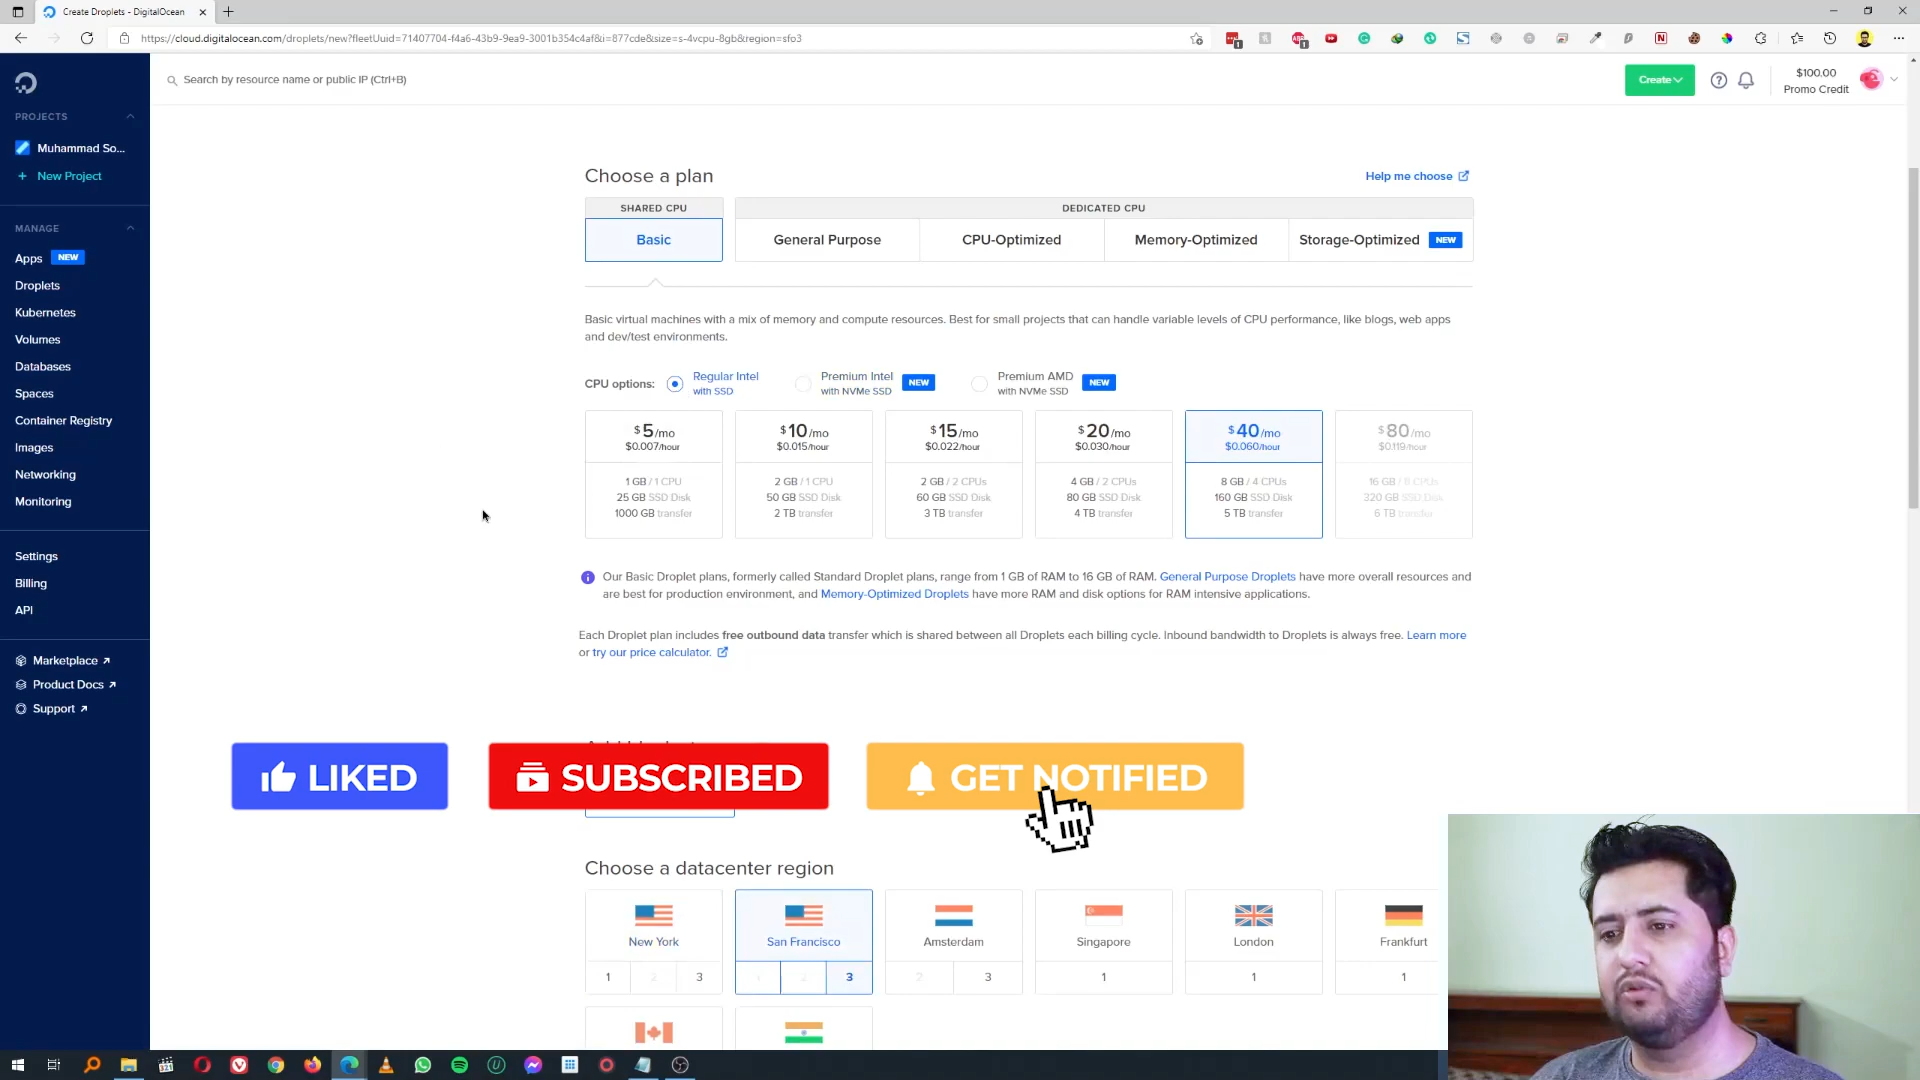 Create Droplets - DigitalOcean
https://cloud.digitalocean.com/droplets/new?fleetUuid=71407704-f4a6-43b9-9ea9-3001b354c4af&i=877cde&size=s-4vcpu-8gb&region=sfo3
Search by resource name or public IP (Ctrl+B)
Create
$100.00
Promo Credit
PROJECTS
Muhammad So...
+ New Project
MANAGE
Apps NEW
Droplets
Kubernetes
Volumes
Databases
Spaces
Container Registry
Images
Networking
Monitoring
Settings
Billing
API
Marketplace
Product Docs
Support
Choose a plan
Help me choose
SHARED CPU
DEDICATED CPU
Basic
General Purpose
CPU-Optimized
Memory-Optimized
Storage-Optimized NEW
Basic virtual machines with a mix of memory and compute resources. Best for small projects that can handle variable levels of CPU performance, like blogs, web apps
and dev/test environments.
CPU options:
Regular Intel
with SSD
Premium Intel
with NVMe SSD
NEW
Premium AMD
with NVMe SSD
NEW
$5/mo
$0.007/hour
1 GB / 1 CPU
25 GB SSD Disk
1000 GB transfer
$10/mo
$0.015/hour
2 GB / 1 CPU
50 GB SSD Disk
2 TB transfer
$15/mo
$0.022/hour
2 GB / 2 CPUs
60 GB SSD Disk
3 TB transfer
$20/mo
$0.030/hour
4 GB / 2 CPUs
80 GB SSD Disk
4 TB transfer
$40/mo
$0.060/hour
8 GB / 4 CPUs
160 GB SSD Disk
5 TB transfer
$80/mo
$0.119/hour
16 GB / 8 CPUs
320 GB SSD Disk
6 TB transfer
Our Basic Droplet plans, formerly called Standard Droplet plans, range from 1 GB of RAM to 16 GB of RAM. General Purpose Droplets have more overall resources and
are best for production environment, and Memory-Optimized Droplets have more RAM and disk options for RAM intensive applications.
Each Droplet plan includes free outbound data transfer which is shared between all Droplets each billing cycle. Inbound bandwidth to Droplets is always free. Learn more
or try our price calculator.
LIKED
SUBSCRIBED
GET NOTIFIED
Choose a datacenter region
New York
1 2 3
San Francisco
1 2 3
Amsterdam
2 3
Singapore
1
London
1
Frankfurt
1